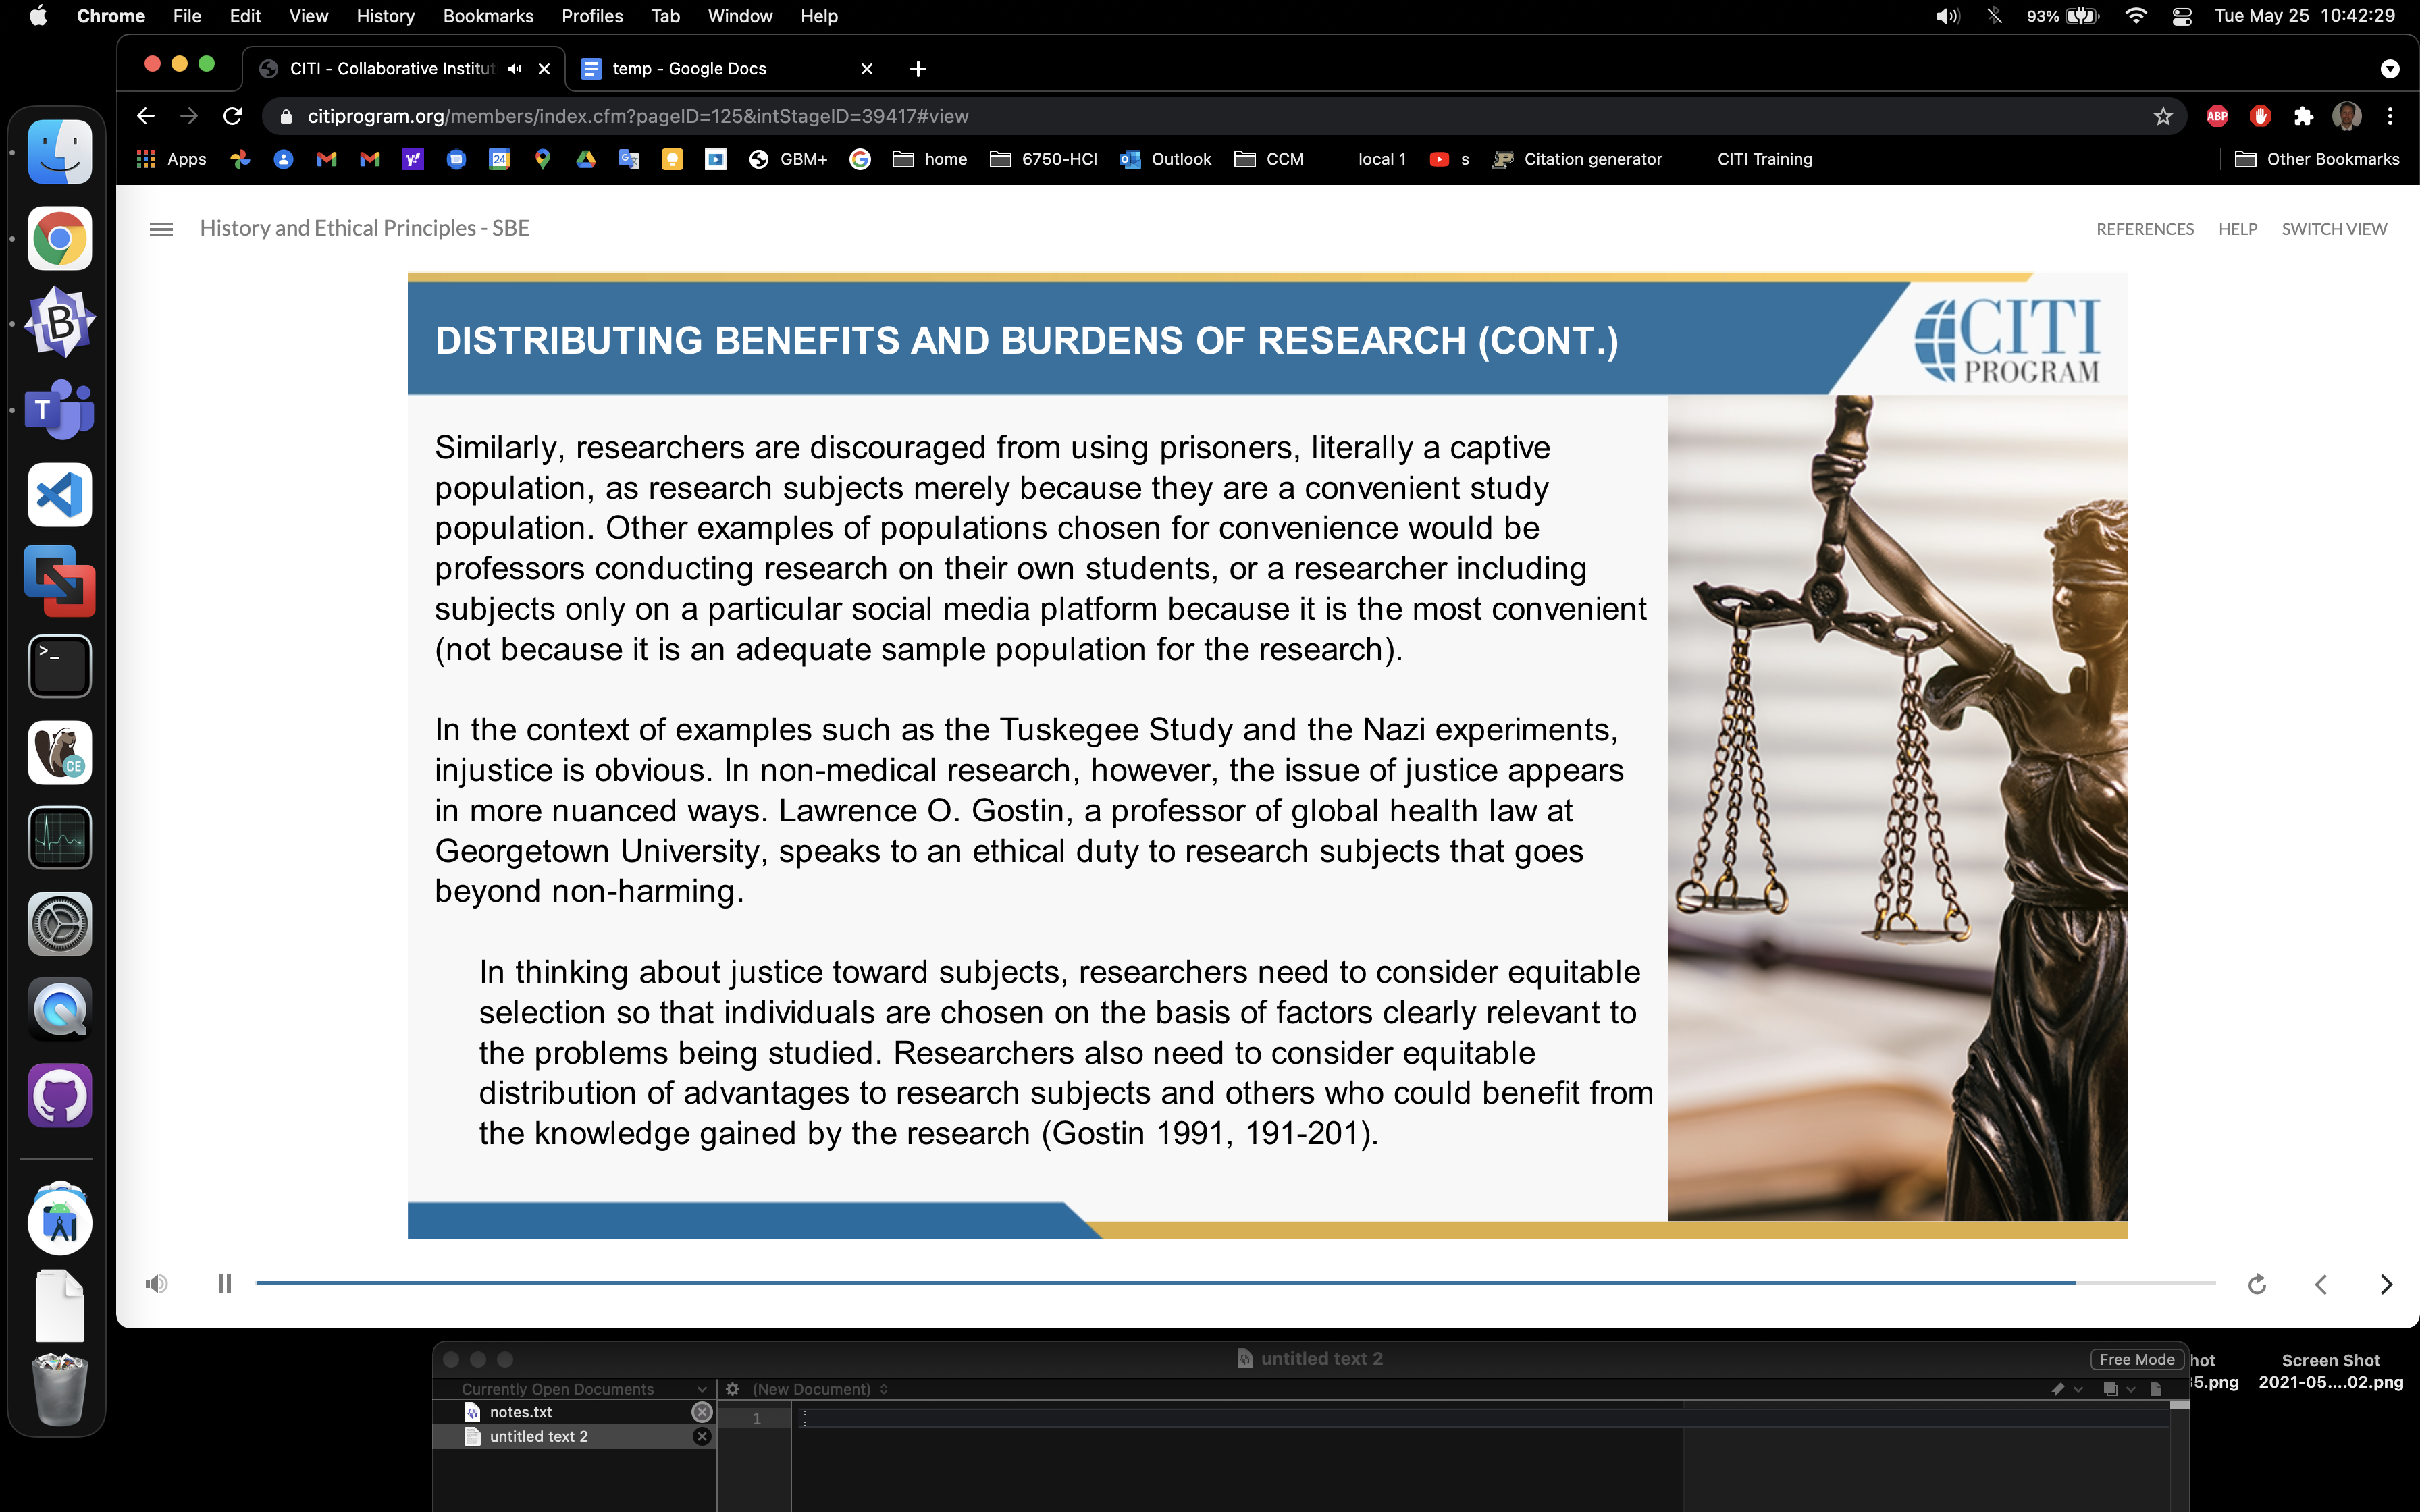 Chrome File Edit View History Bookmarks Profiles Tab Window Help 93% Tue May 25 10:42:29
CITI - Collaborative Institut
temp - Google Docs
citiprogram.org/members/index.cfm?pageID=125&intStageID=39417#view
ABP
Apps GBM+ home 6750-HCI Outlook CCM local 1 s Citation generator CITI Training Other Bookmarks
History and Ethical Principles - SBE
REFERENCES HELP SWITCH VIEW
DISTRIBUTING BENEFITS AND BURDENS OF RESEARCH (CONT.)
CITI
PROGRAM
Similarly, researchers are discouraged from using prisoners, literally a captive
population, as research subjects merely because they are a convenient study
population. Other examples of populations chosen for convenience would be
professors conducting research on their own students, or a researcher including
subjects only on a particular social media platform because it is the most convenient
(not because it is an adequate sample population for the research).
In the context of examples such as the Tuskegee Study and the Nazi experiments,
injustice is obvious. In non-medical research, however, the issue of justice appears
in more nuanced ways. Lawrence O. Gostin, a professor of global health law at
Georgetown University, speaks to an ethical duty to research subjects that goes
beyond non-harming.
In thinking about justice toward subjects, researchers need to consider equitable
selection so that individuals are chosen on the basis of factors clearly relevant to
the problems being studied. Researchers also need to consider equitable
distribution of advantages to research subjects and others who could benefit from
the knowledge gained by the research (Gostin 1991, 191-201).
untitled text 2
Free Mode
Currently Open Documents
(New Document)
notes.txt
untitled text 2
1
hot
5.png
Screen Shot
2021-05....02.png
B
T
>_
CE
24